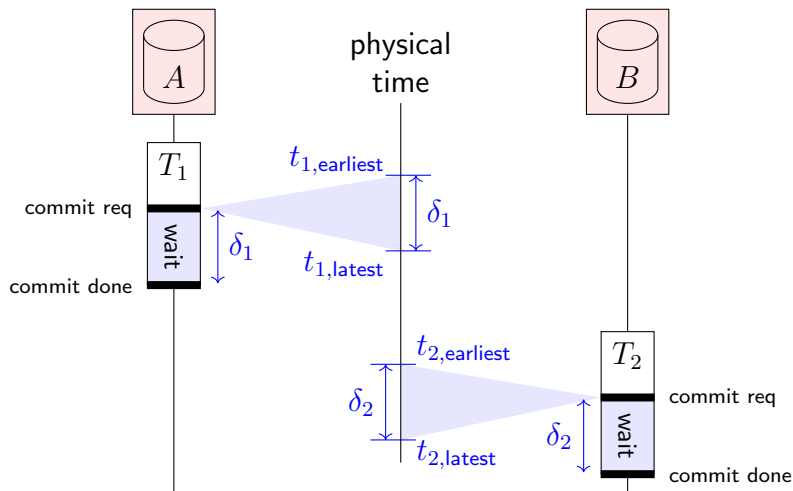 A
physical
time
B
T₁
t₁,earliest
commit req
wait
δ₁
δ₁
t₁,latest
commit done
t₂,earliest
T₂
δ₂
commit req
wait
δ₂
t₂,latest
commit done